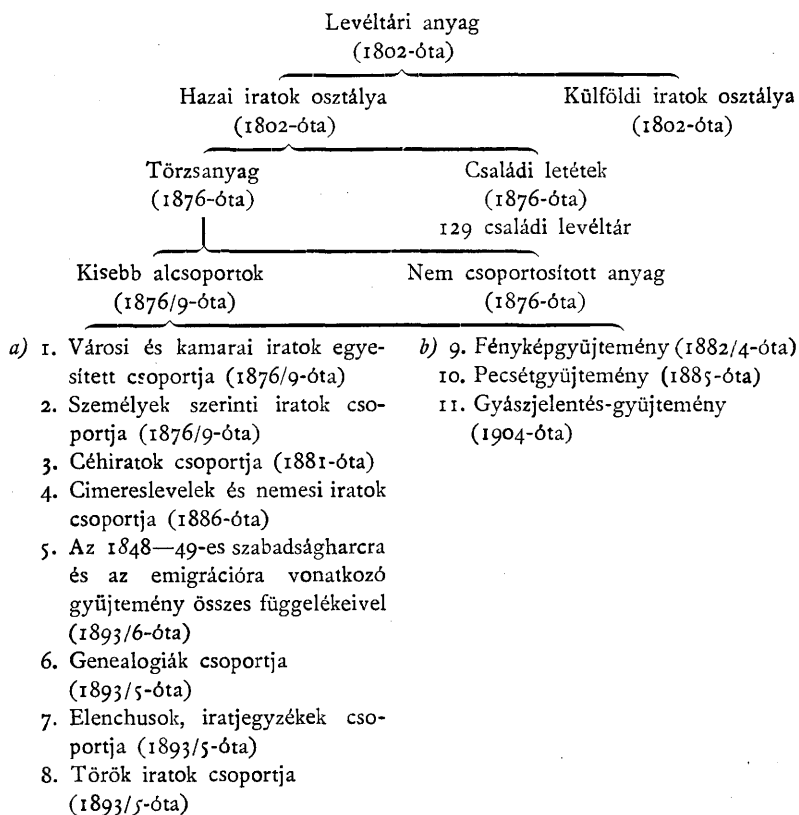 Levéltári anyag
(1802-óta)
Hazai iratok osztálya
(1802-óta)
Külföldi iratok osztálya
(1802-óta)
Törzsanyag
(1876-óta)
Családi letétek
(1876-óta)
129 családi levéltár
Kisebb alcsoportok
(1876/9-óta)
Nem csoportosított anyag
(1876-óta)
a) 1. Városi és kamarai iratok egye-
sített csoportja (1876/9-óta)
2. Személyek szerinti iratok cso-
portja (1876/9-óta)
3. Céhiratok csoportja (1881-óta)
4. Cimereslevelek és nemesi iratok
csoportja (1886-óta)
5. Az 1848—49-es szabadságharcra
és az emigrációra vonatkozó
gyüjtemény összes függelékeivel
(1893/6-óta)
6. Genealogiák csoportja
(1893/5-óta)
7. Elenchusok, iratjegyzékek cso-
portja (1893/5-óta)
8. Török iratok csoportja
(1893/5-óta)
b) 9. Fényképgyüjtemény (1882/4-óta)
10. Pecsétgyüjtemény (1885-óta)
11. Gyászjelentés-gyüjtemény
(1904-óta)